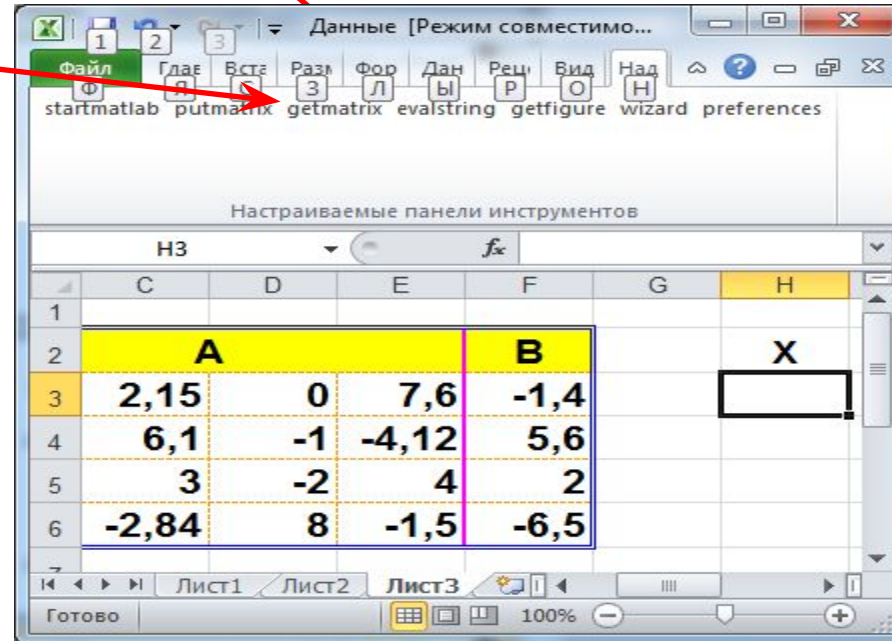 Данные [Режим совместимо...
1 2 3
Файл Глав Вста Разм Фор Дан Рец Вид Над
Ф Я З Л Ы Р О Н
startmatlab putmatrix getmatrix evalstring getfigure wizard preferences
Настраиваемые панели инструментов
H3 fx
C D E F G H
1
2 A B X
3 2,15 0 7,6 -1,4
4 6,1 -1 -4,12 5,6
5 3 -2 4 2
6 -2,84 8 -1,5 -6,5
Лист1 Лист2 Лист3
Готово 100%